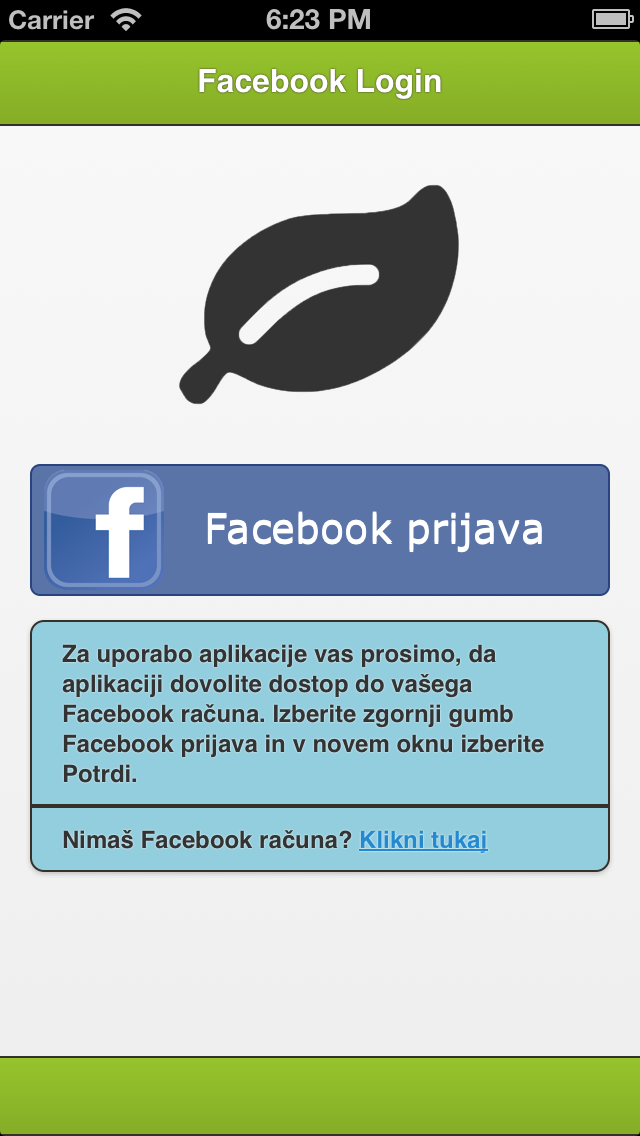 Carrier 6:23 PM
Facebook Login
f
Facebook prijava
Za uporabo aplikacije vas prosimo, da
aplikaciji dovolite dostop do vašega
Facebook računa. Izberite zgornji gumb
Facebook prijava in v novem oknu izberite
Potrdi.
Nimaš Facebook računa? Klikni tukaj